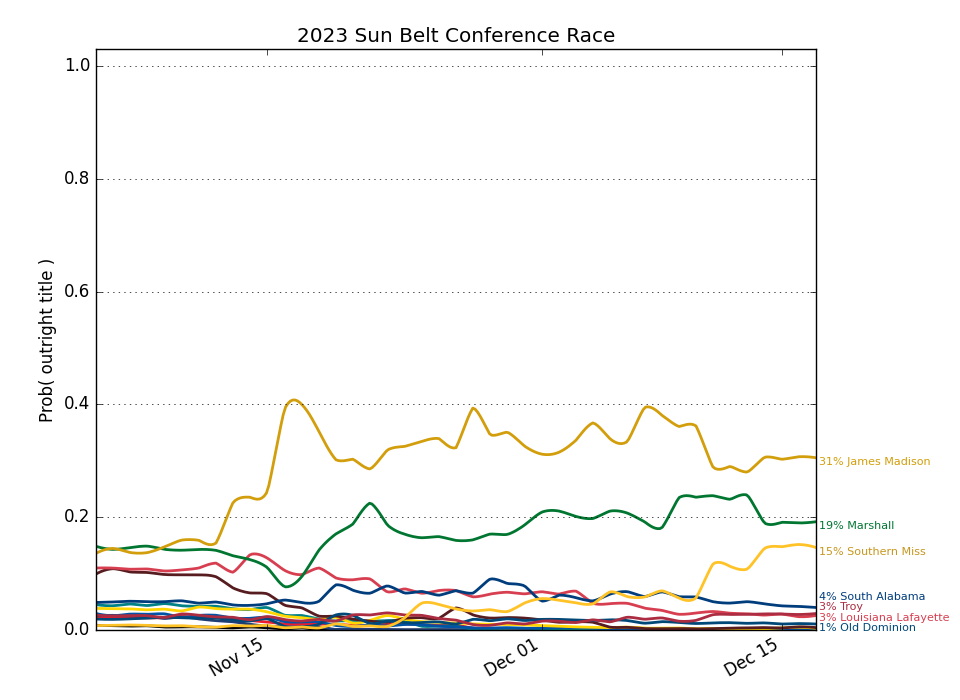 2023 Sun Belt Conference Race
Prob( outright title )
1.0
0.8
0.6
0.4
0.2
0.0
Nov 15
Dec 01
Dec 15
31% James Madison
19% Marshall
15% Southern Miss
4% South Alabama
3% Troy
3% Louisiana Lafayette
1% Old Dominion